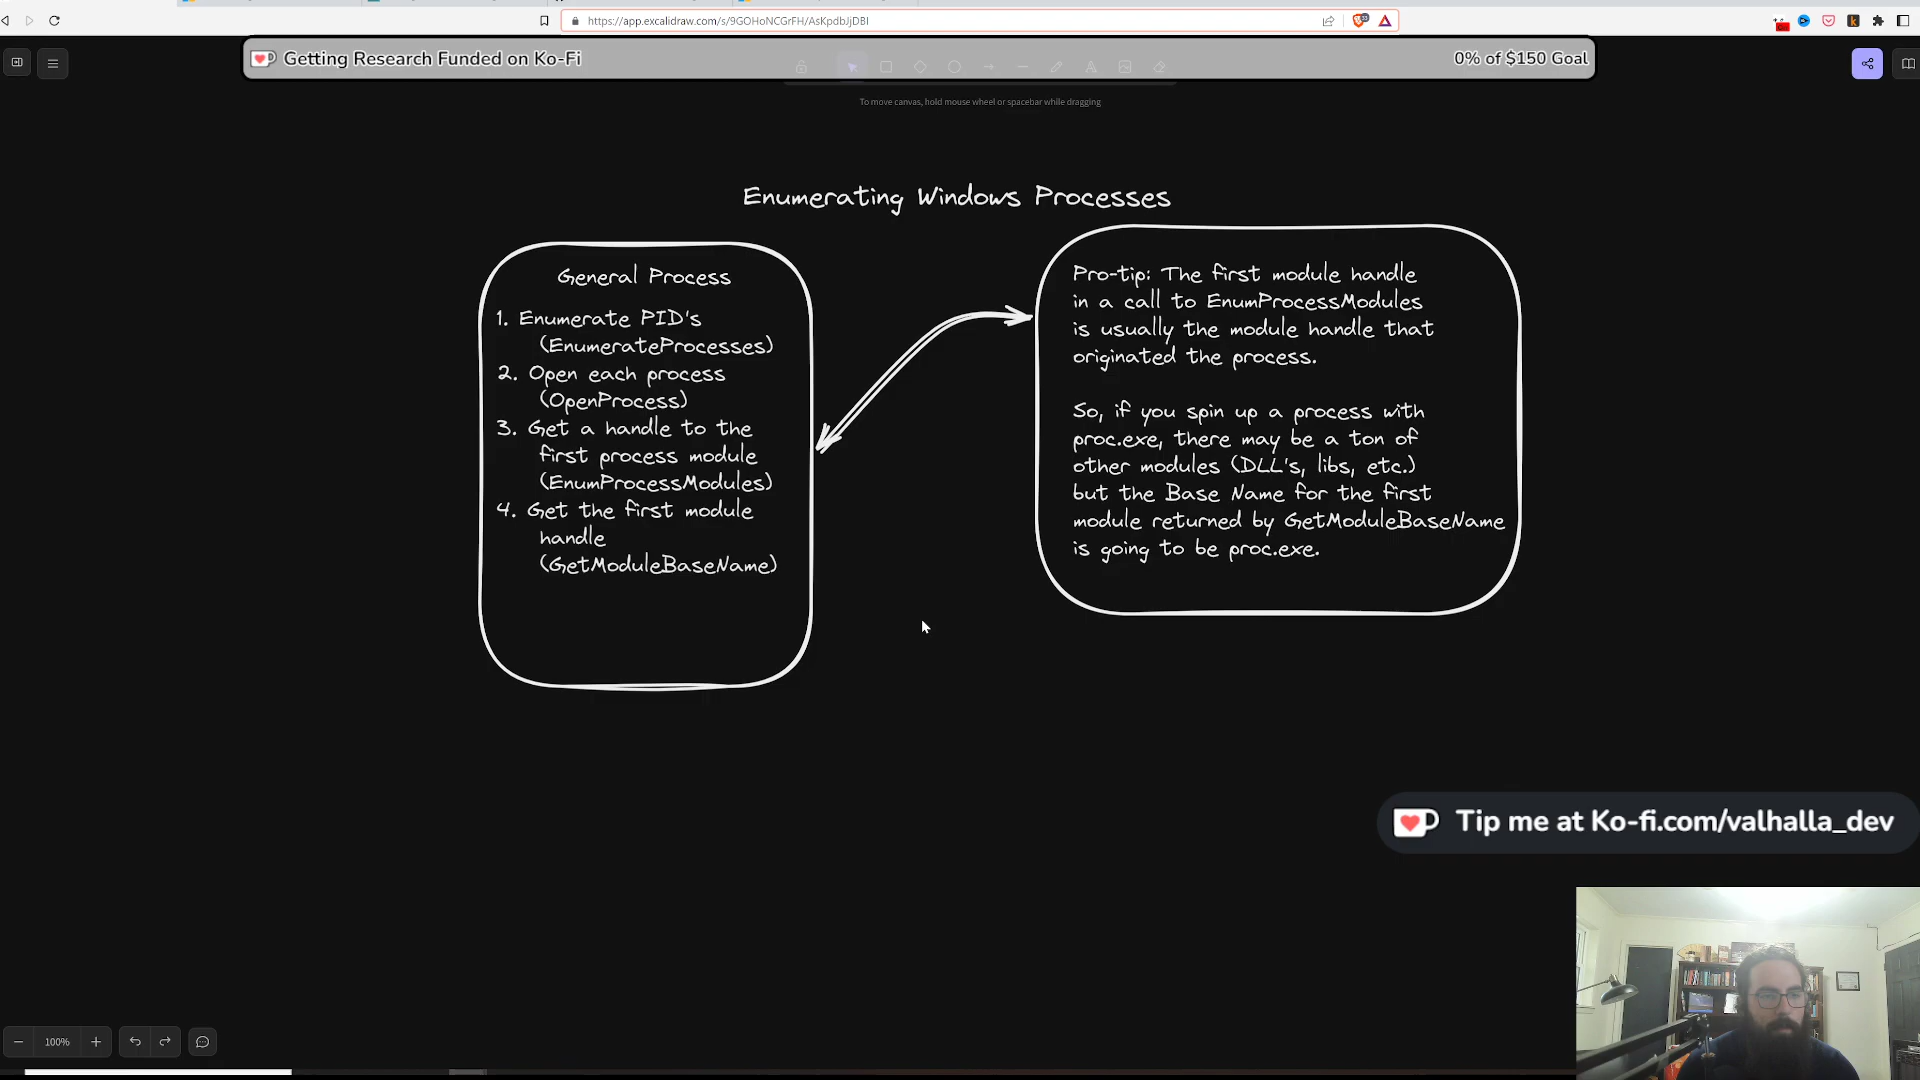 https://app.excalidraw.com/s/9GOHoNCGrFH/AsKpdbJjDBI
Getting Research Funded on Ko-Fi
0% of $150 Goal
To move canvas, hold mouse wheel or spacebar while dragging
Enumerating Windows Processes
General Process
1. Enumerate PID's
(EnumerateProcesses)
2. Open each process
(OpenProcess)
3. Get a handle to the
first process module
(EnumProcessModules)
4. Get the first module
handle
(GetModuleBaseName)
Pro-tip: The first module handle
in a call to EnumProcessModules
is usually the module handle that
originated the process.
So, if you spin up a process with
proc.exe, there may be a ton of
other modules (DLL's, libs, etc.)
but the Base Name for the first
module returned by GetModuleBaseName
is going to be proc.exe.
Tip me at Ko-fi.com/valhalla_dev
100%